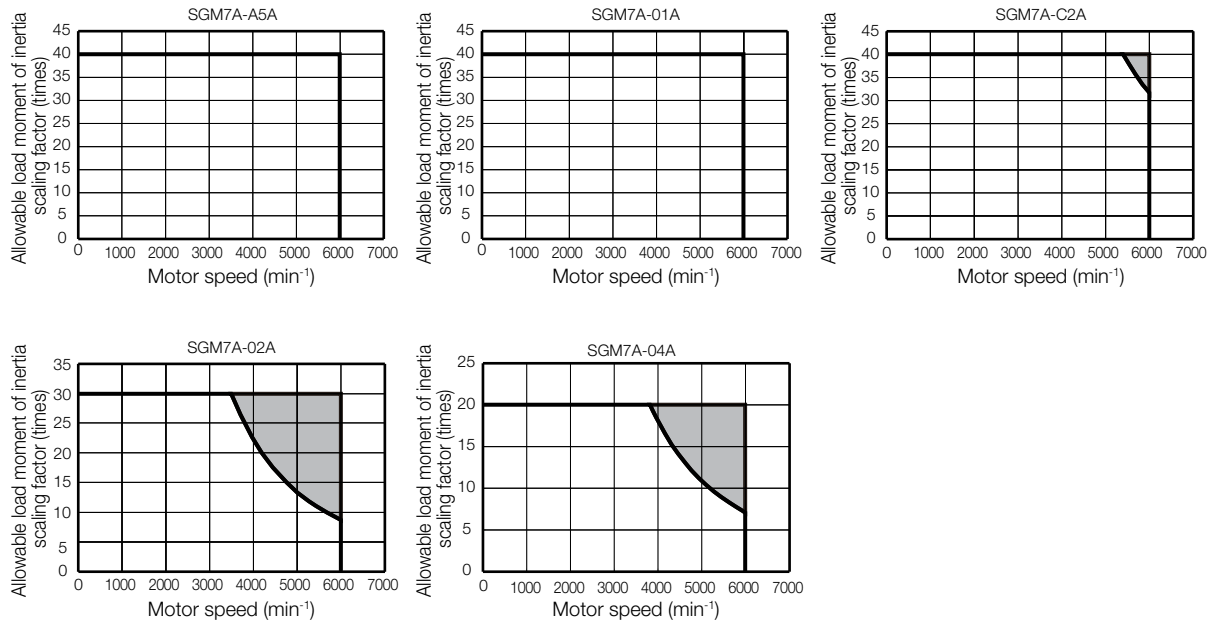 SGM7A-A5A
Allowable load moment of inertia
scaling factor (times)
45
40
35
30
25
20
15
10
5
0
0 1000 2000 3000 4000 5000 6000 7000
Motor speed (min-1)
SGM7A-01A
Allowable load moment of inertia
scaling factor (times)
45
40
35
30
25
20
15
10
5
0
0 1000 2000 3000 4000 5000 6000 7000
Motor speed (min-1)
SGM7A-C2A
Allowable load moment of inertia
scaling factor (times)
45
40
35
30
25
20
15
10
5
0
0 1000 2000 3000 4000 5000 6000 7000
Motor speed (min-1)
SGM7A-02A
Allowable load moment of inertia
scaling factor (times)
35
30
25
20
15
10
5
0
0 1000 2000 3000 4000 5000 6000 7000
Motor speed (min-1)
SGM7A-04A
Allowable load moment of inertia
scaling factor (times)
25
20
15
10
5
0
0 1000 2000 3000 4000 5000 6000 7000
Motor speed (min-1)